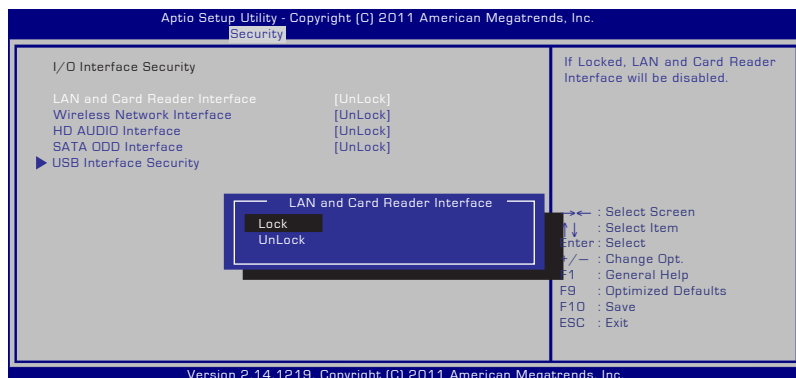 Aptio Setup Utility - Copyright (C) 2011 American Megatrends, Inc.
Security
I/O Interface Security
LAN and Card Reader Interface [UnLock]
Wireless Network Interface [UnLock]
HD AUDIO Interface [UnLock]
SATA ODD Interface [UnLock]
USB Interface Security
If Locked, LAN and Card Reader
Interface will be disabled.
LAN and Card Reader Interface
Lock
UnLock
→← : Select Screen
↑↓ : Select Item
Enter : Select
+/— : Change Opt.
F1 : General Help
F9 : Optimized Defaults
F10 : Save
ESC : Exit
Version 2.14.1219. Copyright (C) 2011 American Megatrends, Inc.